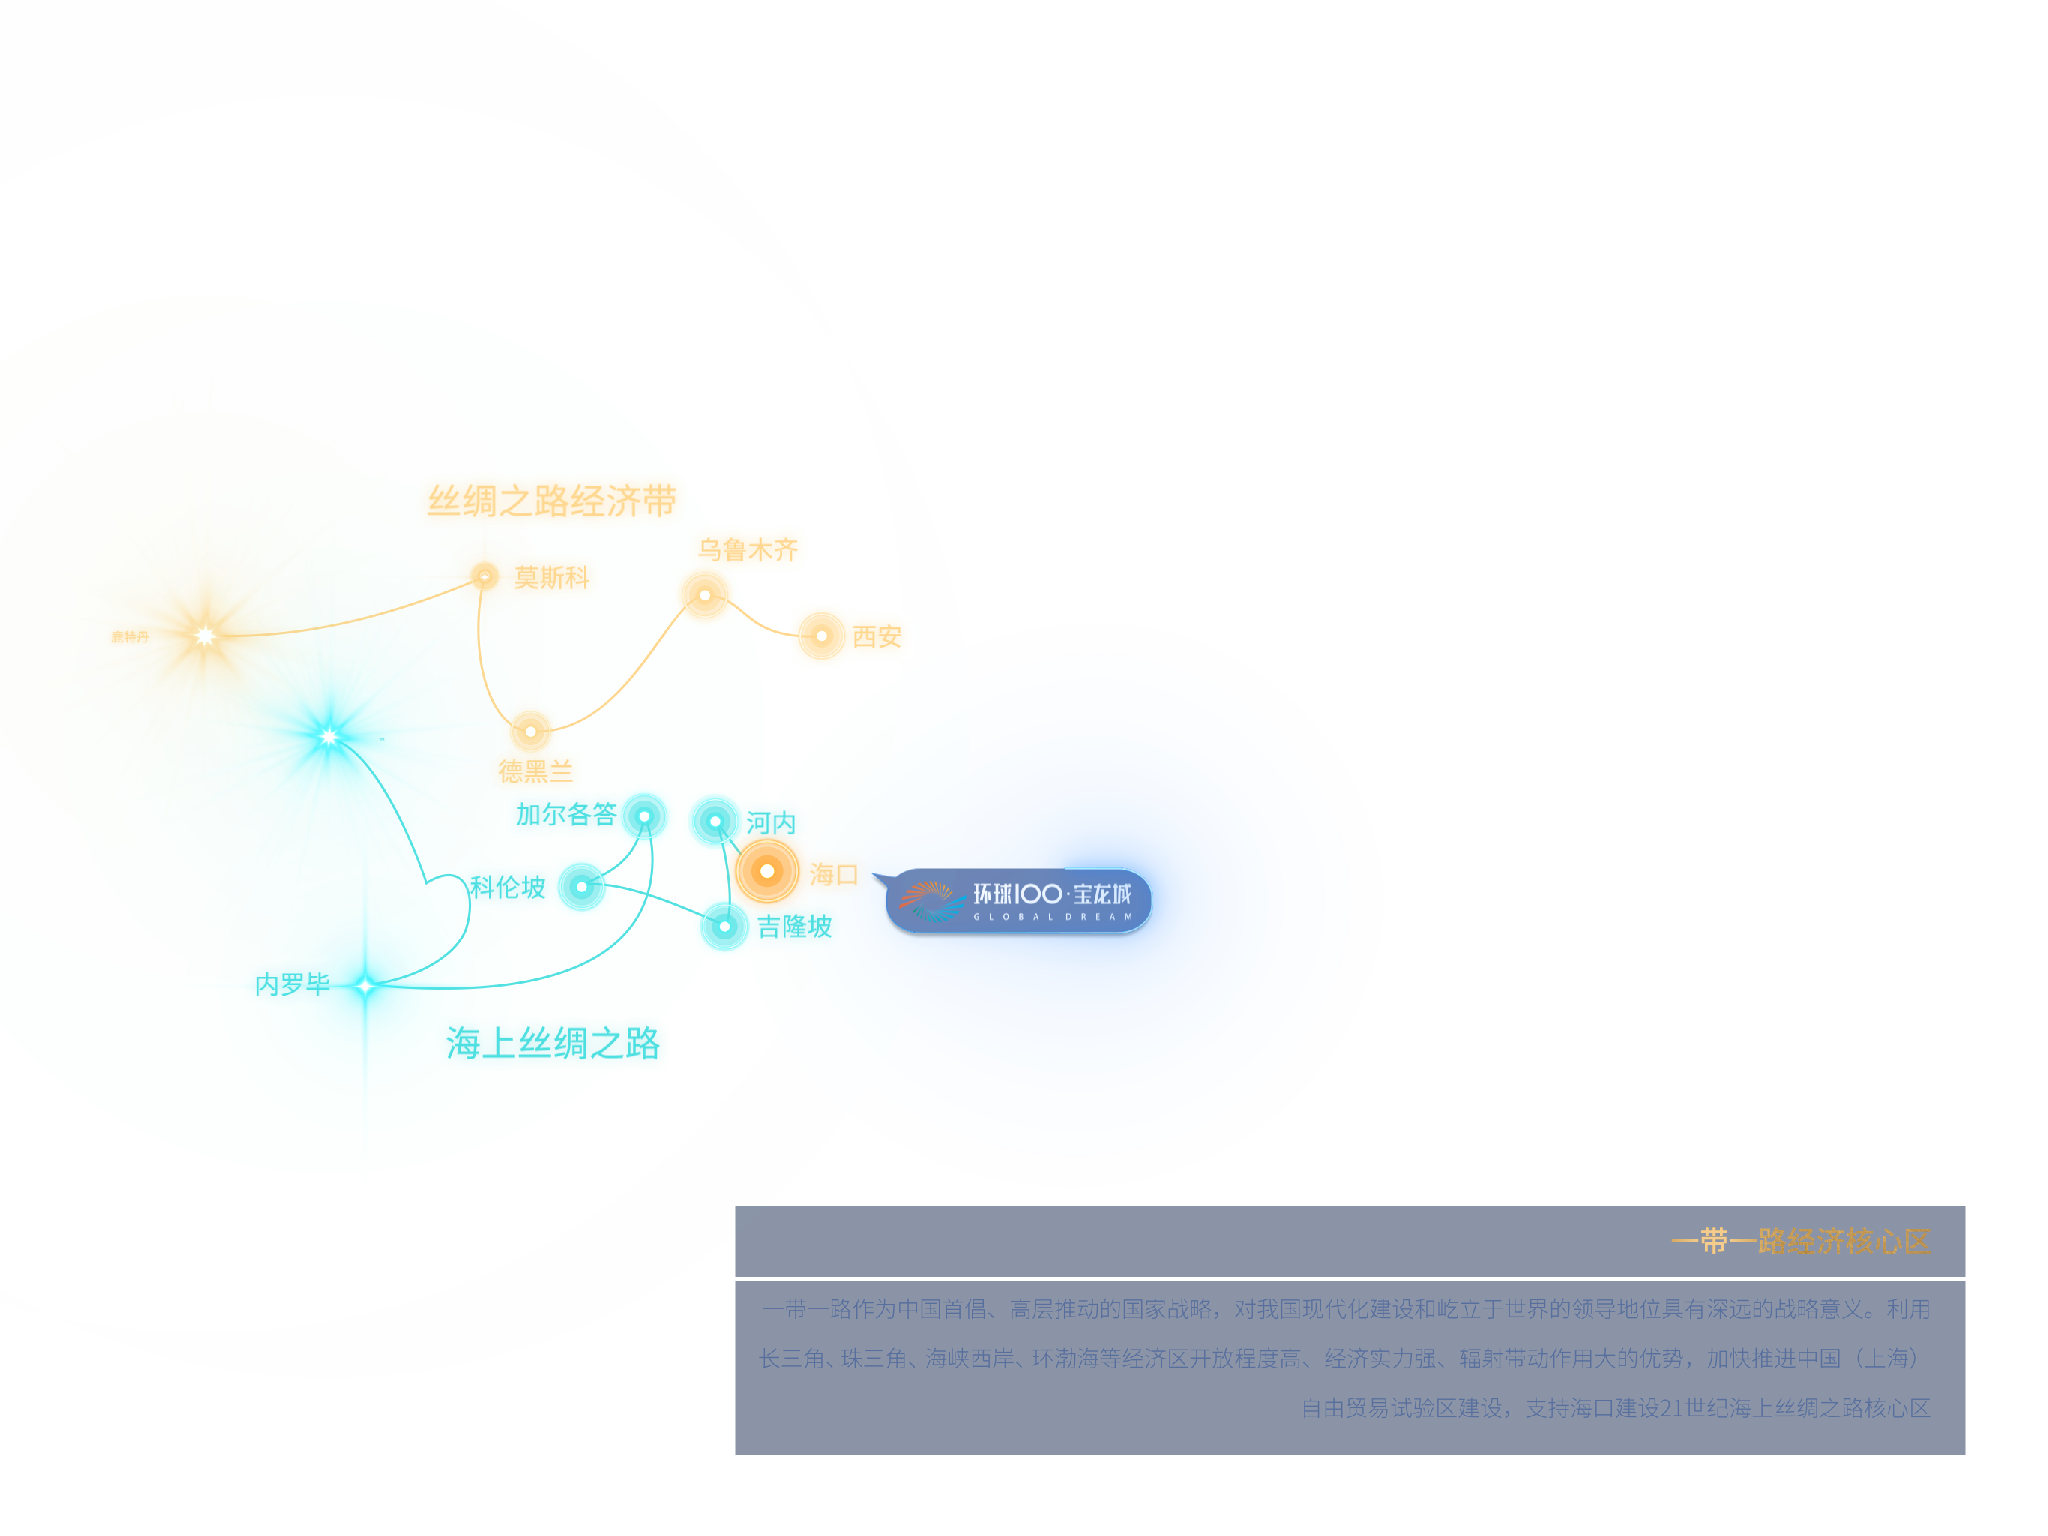 丝绸之路经济带
乌鲁木齐
莫斯科
西安
鹿特丹
德黑兰
加尔各答
河内
海口
科伦坡
环球100·宝龙城
GLOBAL DREAM
吉隆坡
内罗毕
海上丝绸之路
一带一路经济核心区
一带一路作为中国首倡、高层推动的国家战略，对我国现代化建设和屹立于世界的领导地位具有深远的战略意义。利用
长三角、珠三角、海峡西岸、环渤海等经济区开放程度高、经济实力强、辐射带动作用大的优势，加快推进中国（上海）
自由贸易试验区建设，支持海口建设21世纪海上丝绸之路核心区